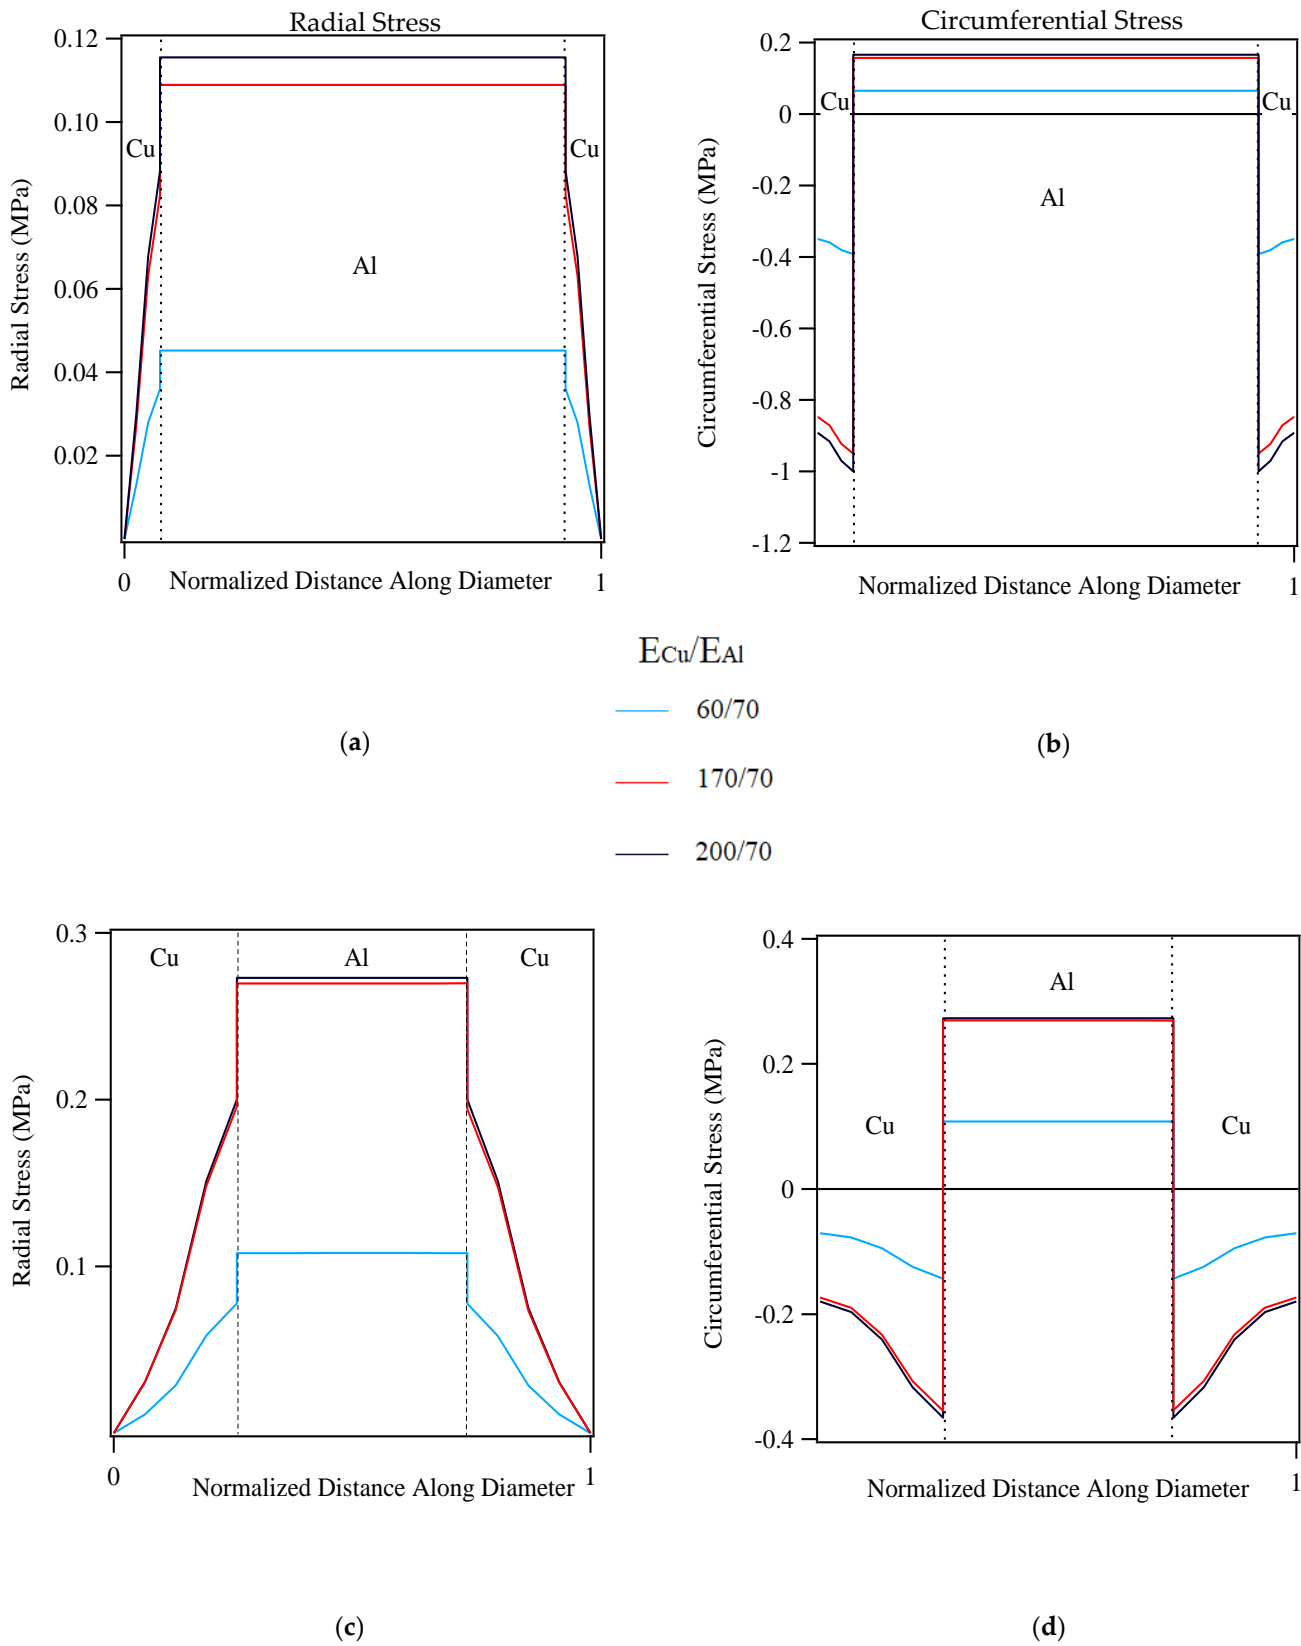 Radial Stress
0.12
0.10
0.08
0.06
0.04
0.02
Radial Stress (MPa)
Cu
Al
Cu
0
Normalized Distance Along Diameter
1
(a)
Circumferential Stress
0.2
0
-0.2
-0.4
-0.6
-0.8
-1
-1.2
Circumferential Stress (MPa)
Cu
Al
Cu
Normalized Distance Along Diameter
1
(b)
ECu/EAl
60/70
170/70
200/70
0.3
0.2
0.1
Radial Stress (MPa)
Cu
Al
Cu
0
Normalized Distance Along Diameter
1
(c)
0.4
0.2
0
-0.2
-0.4
Circumferential Stress (MPa)
Al
Cu
Cu
Normalized Distance Along Diameter
1
(d)